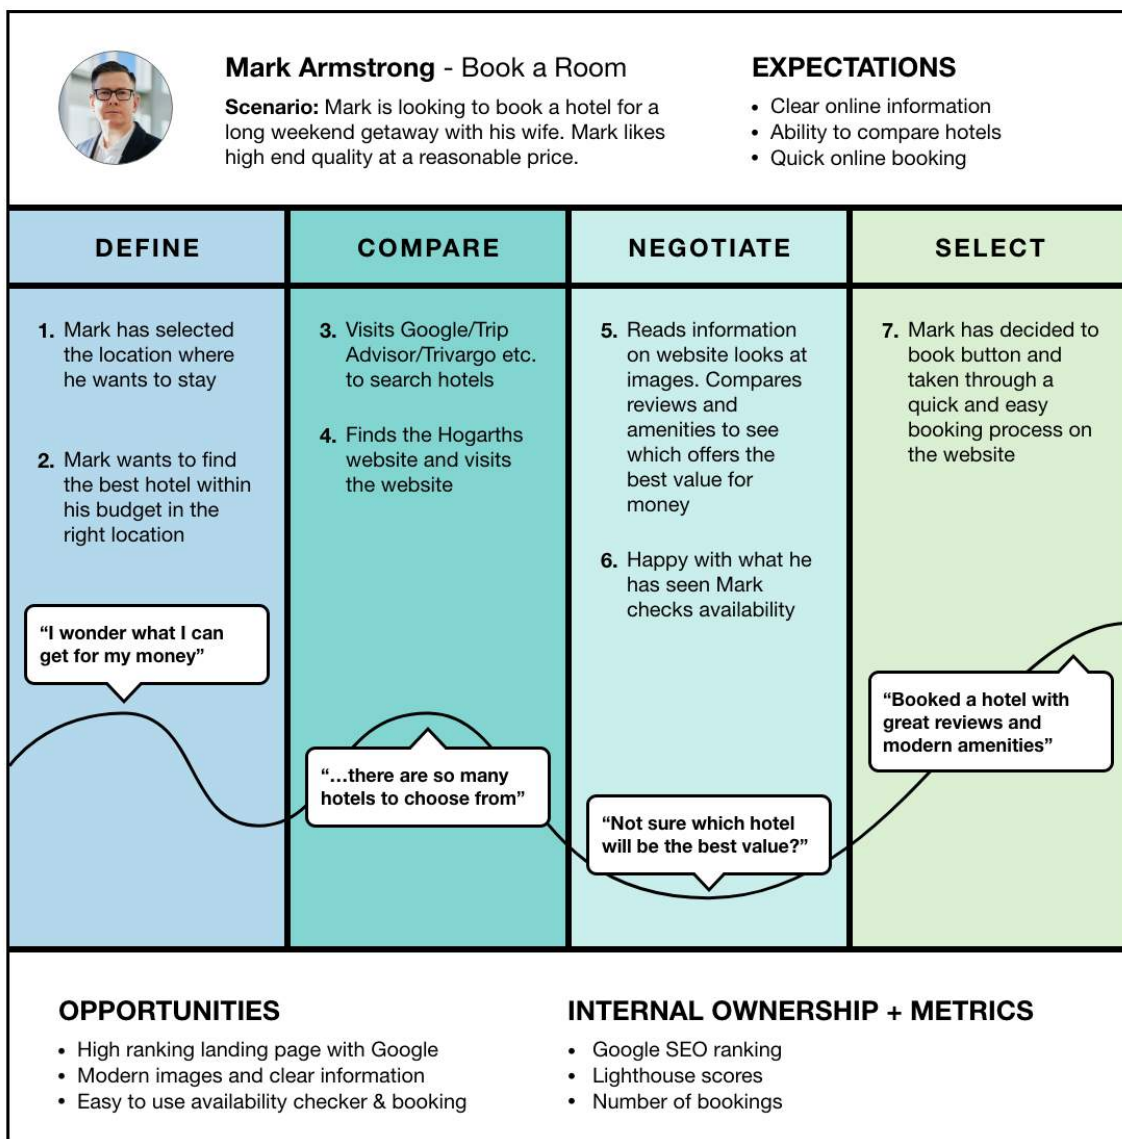 Mark Armstrong - Book a Room
Scenario: Mark is looking to book a hotel for a
long weekend getaway with his wife. Mark likes
high end quality at a reasonable price.
EXPECTATIONS
• Clear online information
• Ability to compare hotels
• Quick online booking
DEFINE
1. Mark has selected
the location where
he wants to stay
2. Mark wants to find
the best hotel within
his budget in the
right location
“I wonder what I can
get for my money”
COMPARE
3. Visits Google/Trip
Advisor/Trivargo etc.
to search hotels
4. Finds the Hogarths
website and visits
the website
“...there are so many
hotels to choose from”
NEGOTIATE
5. Reads information
on website looks at
images. Compares
reviews and
amenities to see
which offers the
best value for
money
6. Happy with what he
has seen Mark
checks availability
“Not sure which hotel
will be the best value?”
SELECT
7. Mark has decided to
book button and
taken through a
quick and easy
booking process on
the website
“Booked a hotel with
great reviews and
modern amenities”
OPPORTUNITIES
• High ranking landing page with Google
• Modern images and clear information
• Easy to use availability checker & booking
INTERNAL OWNERSHIP + METRICS
• Google SEO ranking
• Lighthouse scores
• Number of bookings